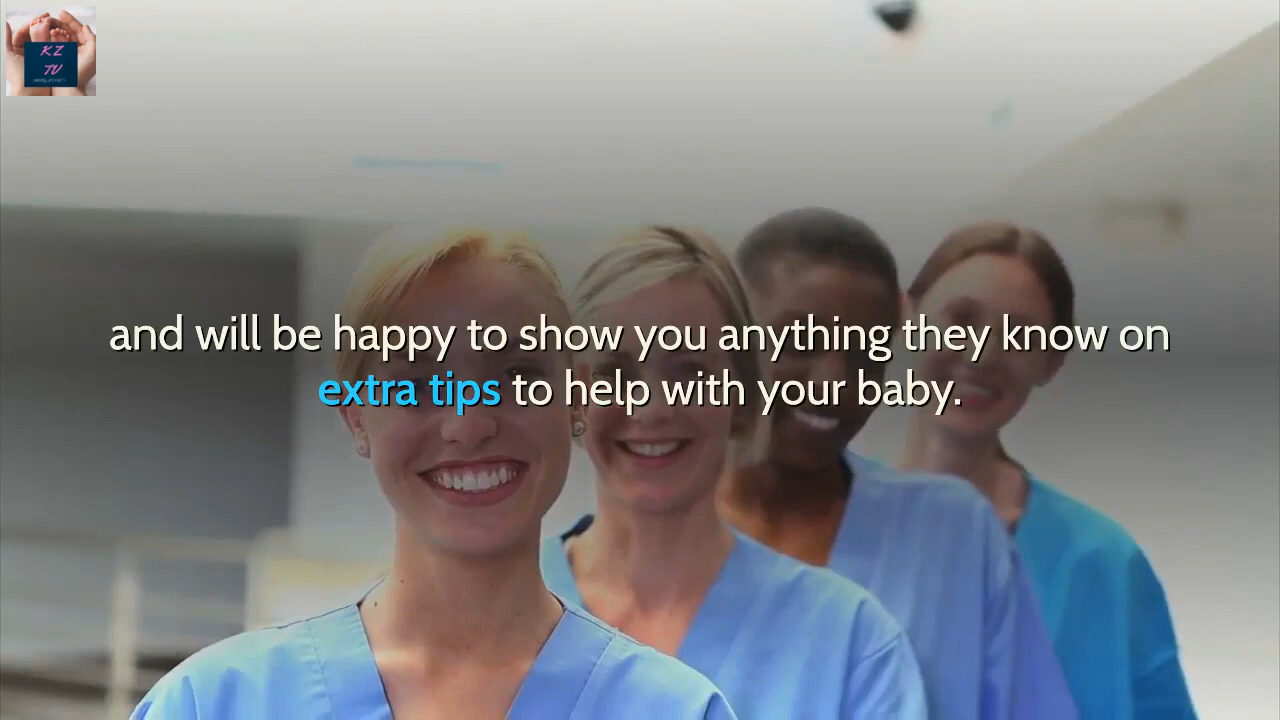 KZ
TV
and will be happy to show you anything they know on
extra tips to help with your baby.